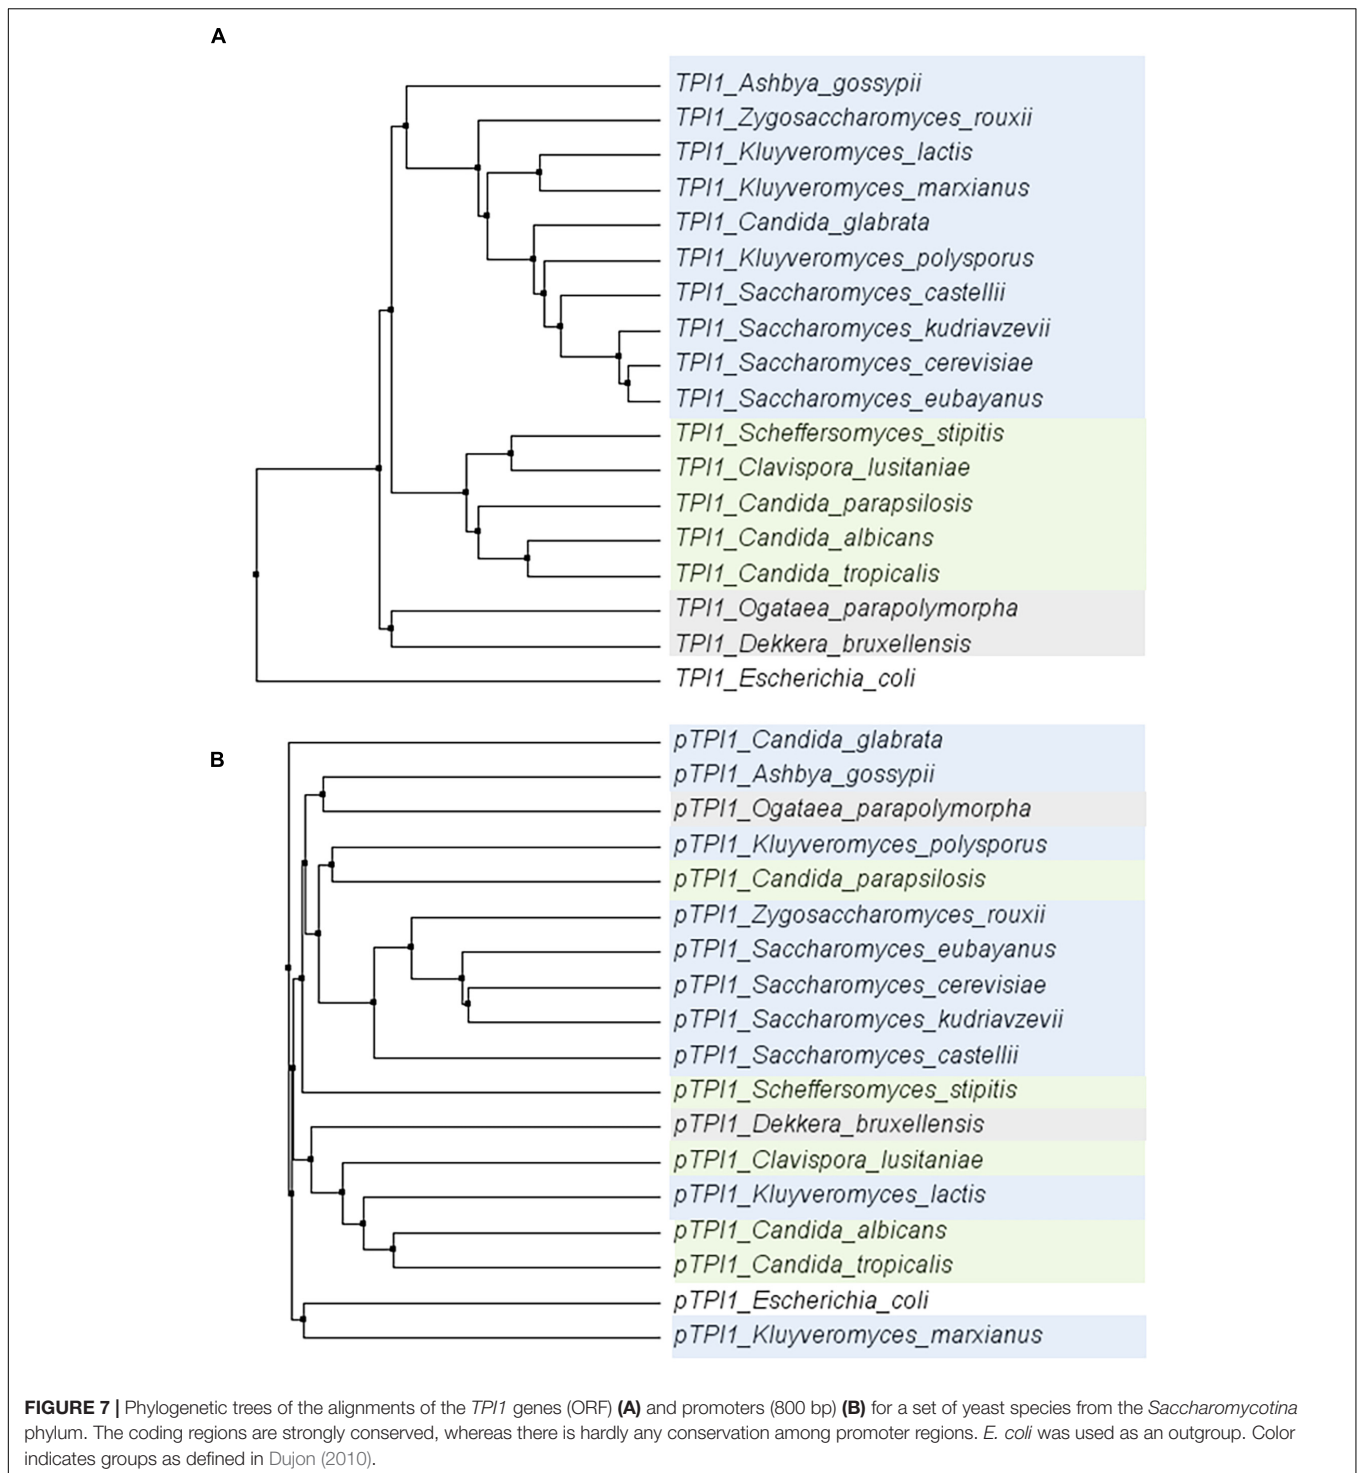 A
TPI1_Ashbya_gossypii
TPI1_Zygosaccharomyces_rouxii
TPI1_Kluyveromyces_lactis
TPI1_Kluyveromyces_marxianus
TPI1_Candida_glabrata
TPI1_Kluyveromyces_polysporus
TPI1_Saccharomyces_castellii
TPI1_Saccharomyces_kudriavzevii
TPI1_Saccharomyces_cerevisiae
TPI1_Saccharomyces_eubayanus
TPI1_Scheffersomyces_stipitis
TPI1_Clavispora_lusitaniae
TPI1_Candida_parapsilosis
TPI1_Candida_albicans
TPI1_Candida_tropicalis
TPI1_Ogataea_parapolymorpha
TPI1_Dekkera_bruxellensis
TPI1_Escherichia_coli
B
pTPI1_Candida_glabrata
pTPI1_Ashbya_gossypii
pTPI1_Ogataea_parapolymorpha
pTPI1_Kluyveromyces_polysporus
pTPI1_Candida_parapsilosis
pTPI1_Zygosaccharomyces_rouxii
pTPI1_Saccharomyces_eubayanus
pTPI1_Saccharomyces_cerevisiae
pTPI1_Saccharomyces_kudriavzevii
pTPI1_Saccharomyces_castellii
pTPI1_Scheffersomyces_stipitis
pTPI1_Dekkera_bruxellensis
pTPI1_Clavispora_lusitaniae
pTPI1_Kluyveromyces_lactis
pTPI1_Candida_albicans
pTPI1_Candida_tropicalis
pTPI1_Escherichia_coli
pTPI1_Kluyveromyces_marxianus
FIGURE 7 | Phylogenetic trees of the alignments of the TPI1 genes (ORF) (A) and promoters (800 bp) (B) for a set of yeast species from the Saccharomycotina
phylum. The coding regions are strongly conserved, whereas there is hardly any conservation among promoter regions. E. coli was used as an outgroup. Color
indicates groups as defined in Dujon (2010).